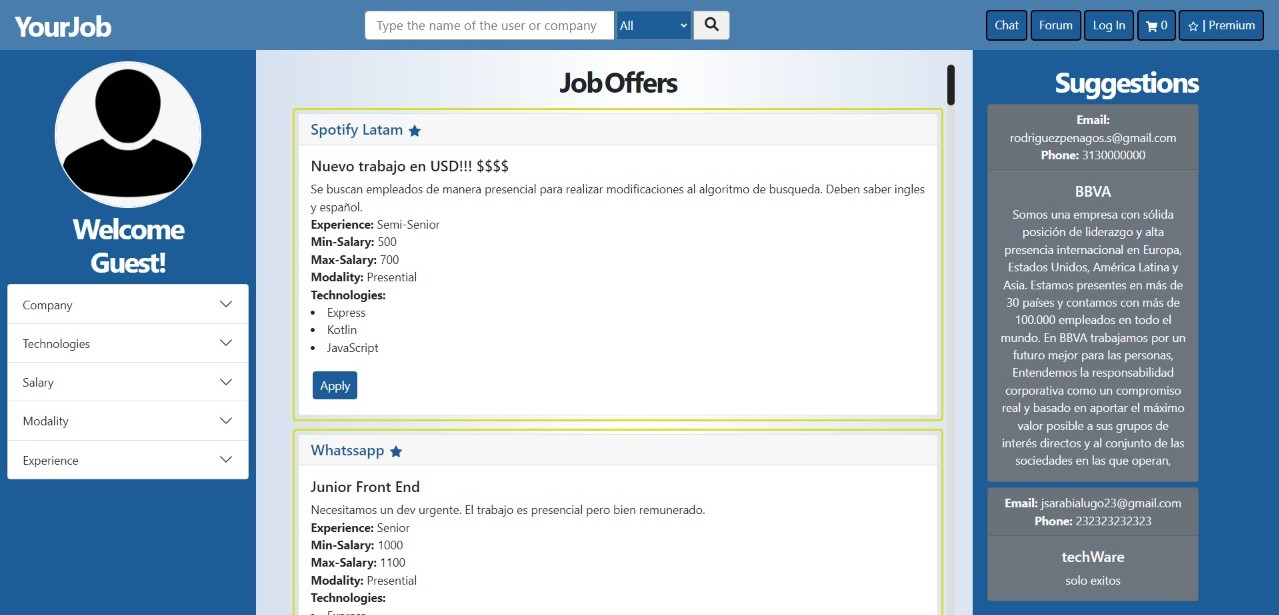 YourJob
Type the name of the user or company
All
Chat
Forum
Log In
0
| Premium
Welcome
Guest!
Company
Technologies
Salary
Modality
Experience
Job Offers
Spotify Latam
Nuevo trabajo en USD!!! $$$$
Se buscan empleados de manera presencial para realizar modificaciones al algoritmo de busqueda. Deben saber ingles
y español.
Experience: Semi-Senior
Min-Salary: 500
Max-Salary: 700
Modality: Presential
Technologies:
• Express
• Kotlin
• JavaScript
Apply
Whatssapp
Junior Front End
Necesitamos un dev urgente. El trabajo es presencial pero bien remunerado.
Experience: Senior
Min-Salary: 1000
Max-Salary: 1100
Modality: Presential
Technologies:
Suggestions
Email:
rodriguezpenagos.s@gmail.com
Phone: 3130000000
BBVA
Somos una empresa con sólida
posición de liderazgo y alta
presencia internacional en Europa,
Estados Unidos, América Latina y
Asia. Estamos presentes en más de
30 países y contamos con más de
100.000 empleados en todo el
mundo. En BBVA trabajamos por un
futuro mejor para las personas,
Entendemos la responsabilidad
corporativa como un compromiso
real y basado en aportar el máximo
valor posible a sus grupos de
interés directos y al conjunto de las
sociedades en las que operan,
Email: jsarabialugo23@gmail.com
Phone: 232323232323
techWare
solo exitos